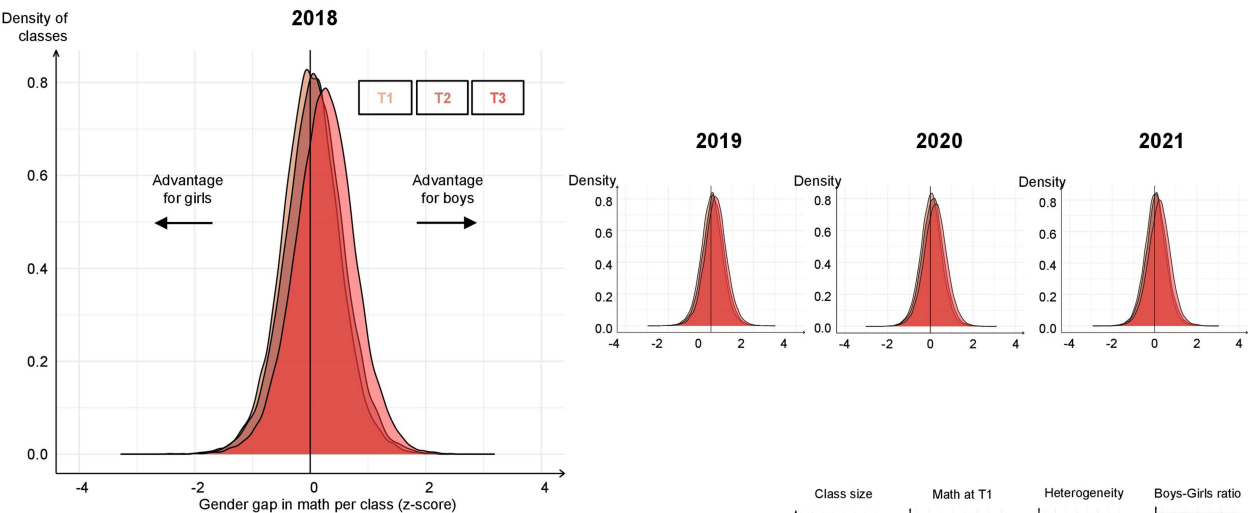 2018
Density of
classes
0.8
0.6
0.4
0.2
0.0
T1 T2 T3
Advantage
for girls
Advantage
for boys
-4 -2 0 2 4
Gender gap in math per class (z-score)
2019
Density
0.8
0.6
0.4
0.2
0.0
-4 -2 0 2 4
2020
Density
0.8
0.6
0.4
0.2
0.0
-4 -2 0 2 4
2021
Density
0.8
0.6
0.4
0.2
0.0
-4 -2 0 2 4
Class size Math at T1 Heterogeneity Boys-Girls ratio